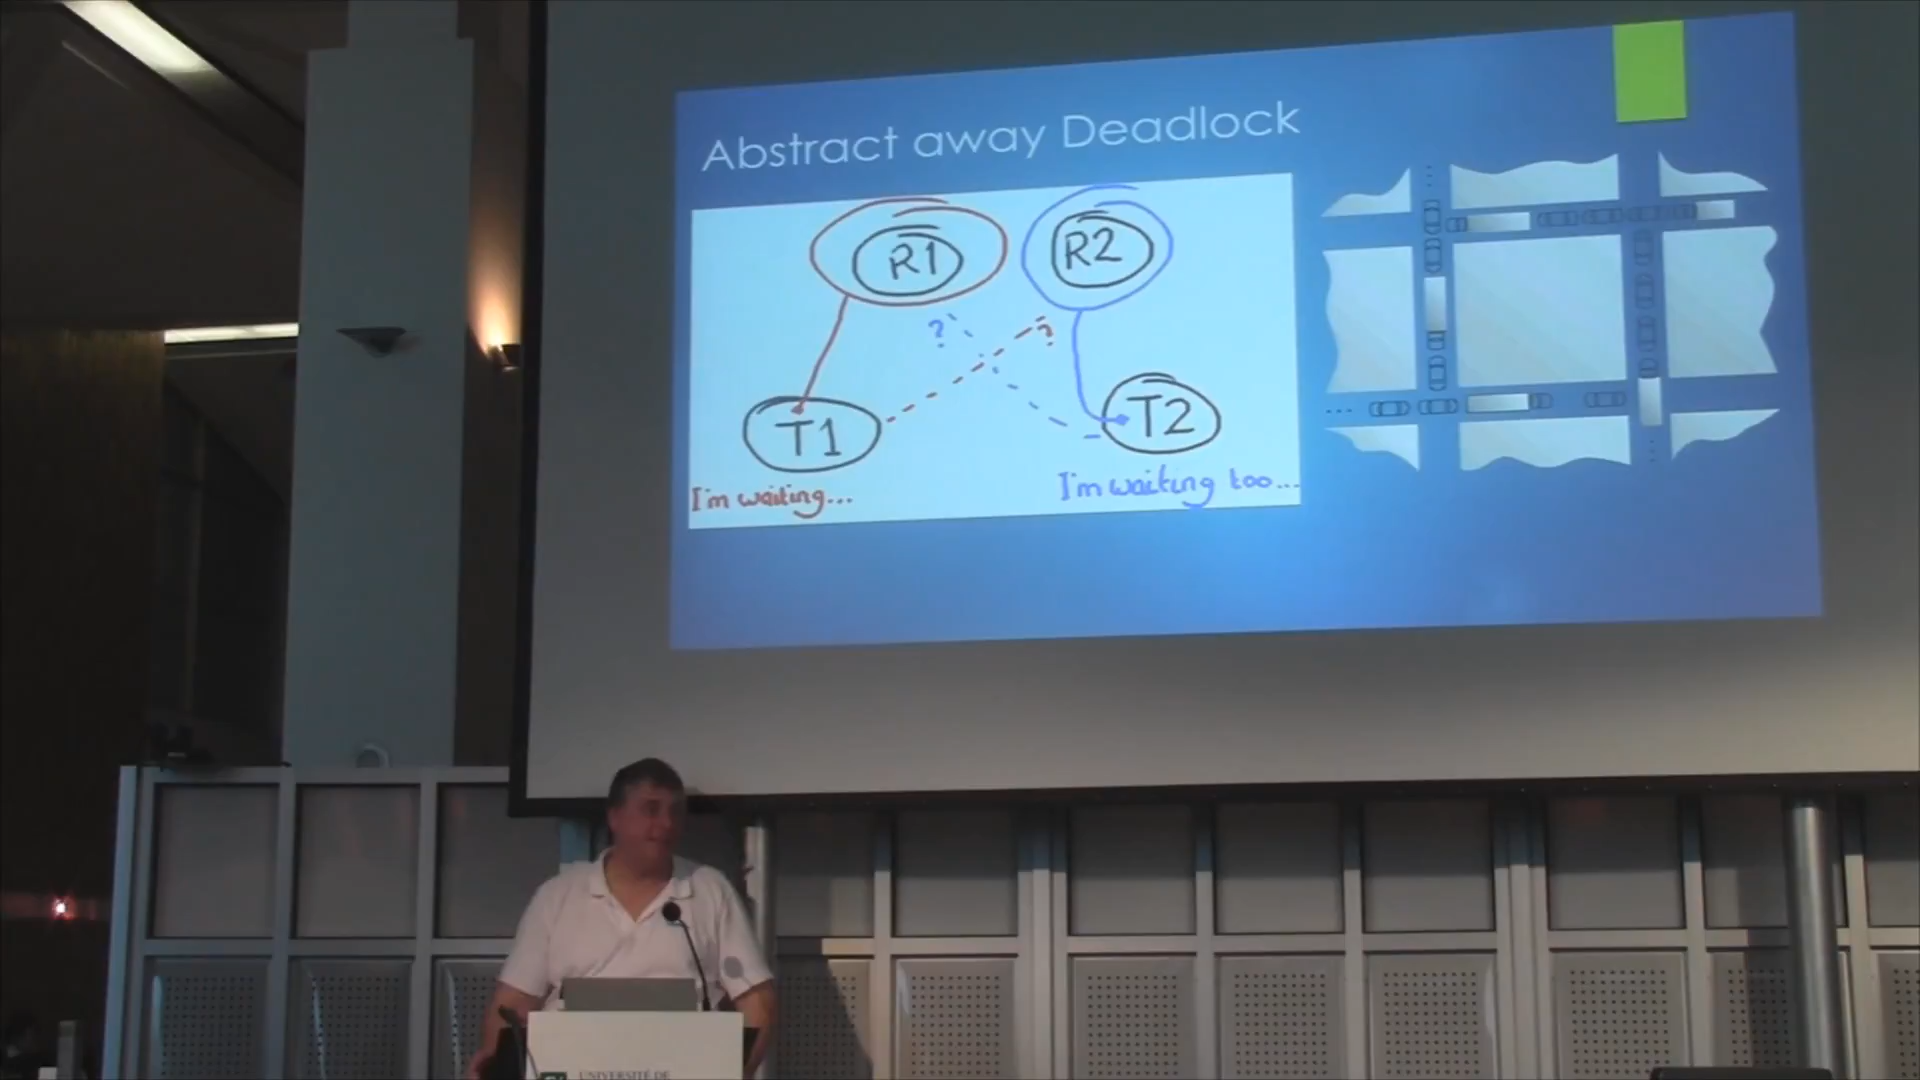 Abstract away Deadlock
R1
R2
?
?
T1
T2
I'm waiting...
I'm waiting too...
UNIVERSITÉ DE